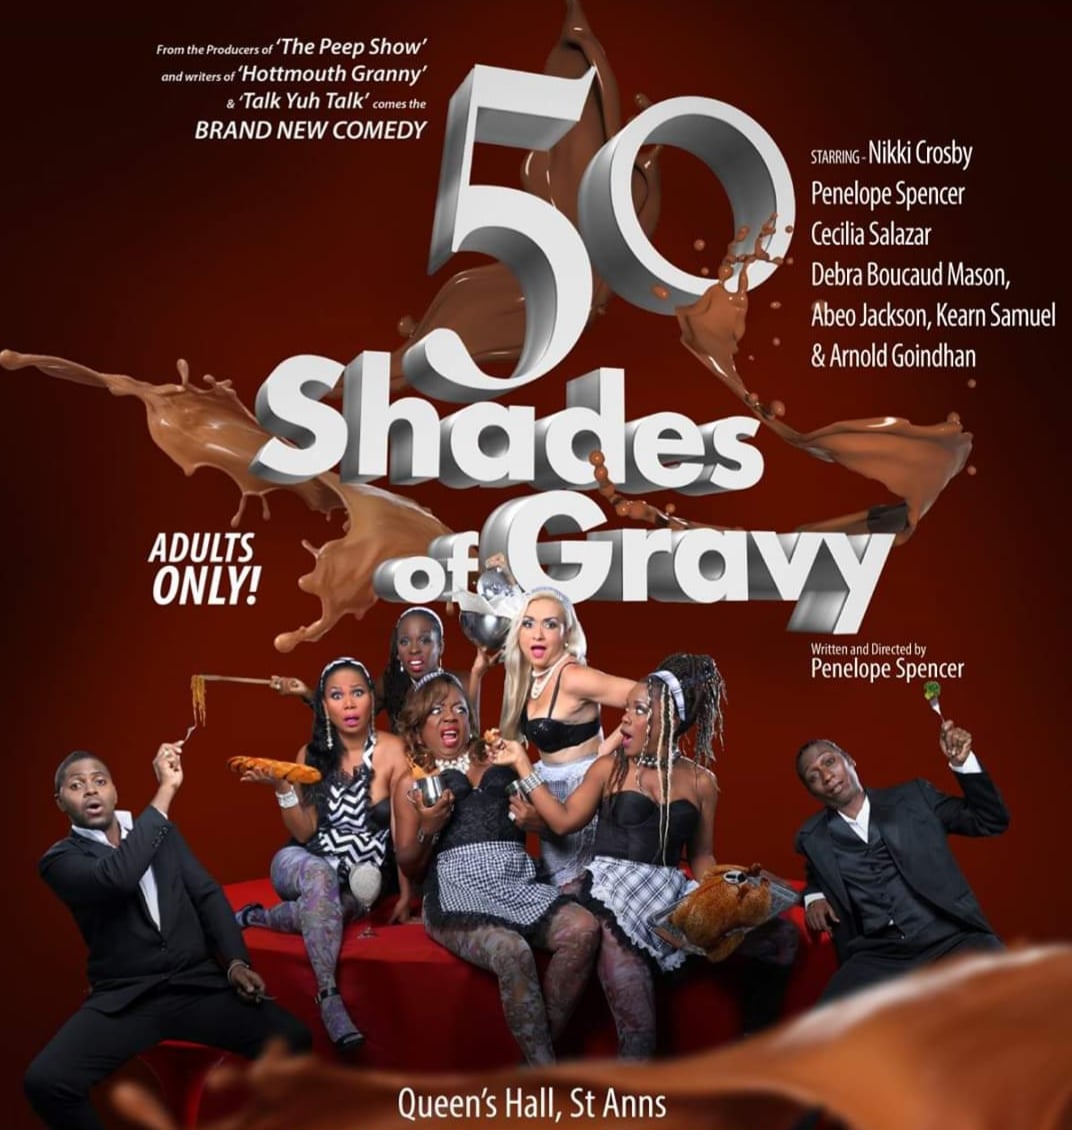 From the Producers of 'The Peep Show'
and writers of 'Hottmouth Granny'
& 'Talk Yuh Talk' comes the
BRAND NEW COMEDY
STARRING - Nikki Crosby
Penelope Spencer
Cecilia Salazar
Debra Boucaud Mason,
Abeo Jackson, Kearn Samuel
& Arnold Goindhan
50
Shades
of Gravy
ADULTS
ONLY!
Written and Directed by
Penelope Spencer
Queen's Hall, St Anns